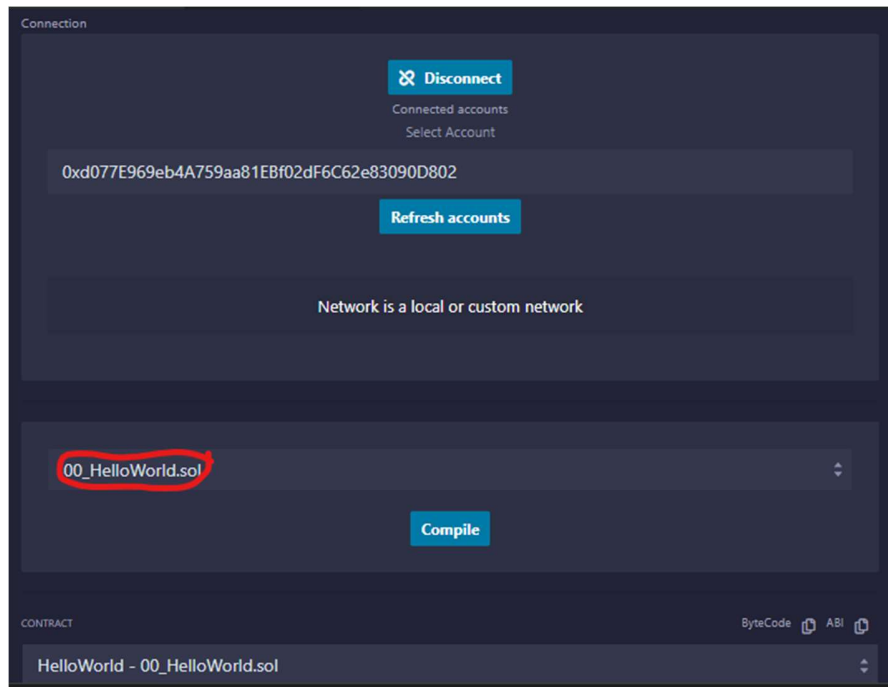 Connection
Disconnect
Connected accounts
Select Account
0xd077E969eb4A759aa81EBf02dF6C62e83090D802
Refresh accounts
Network is a local or custom network
00_HelloWorld.sol
Compile
CONTRACT ByteCode ABI
HelloWorld - 00_HelloWorld.sol